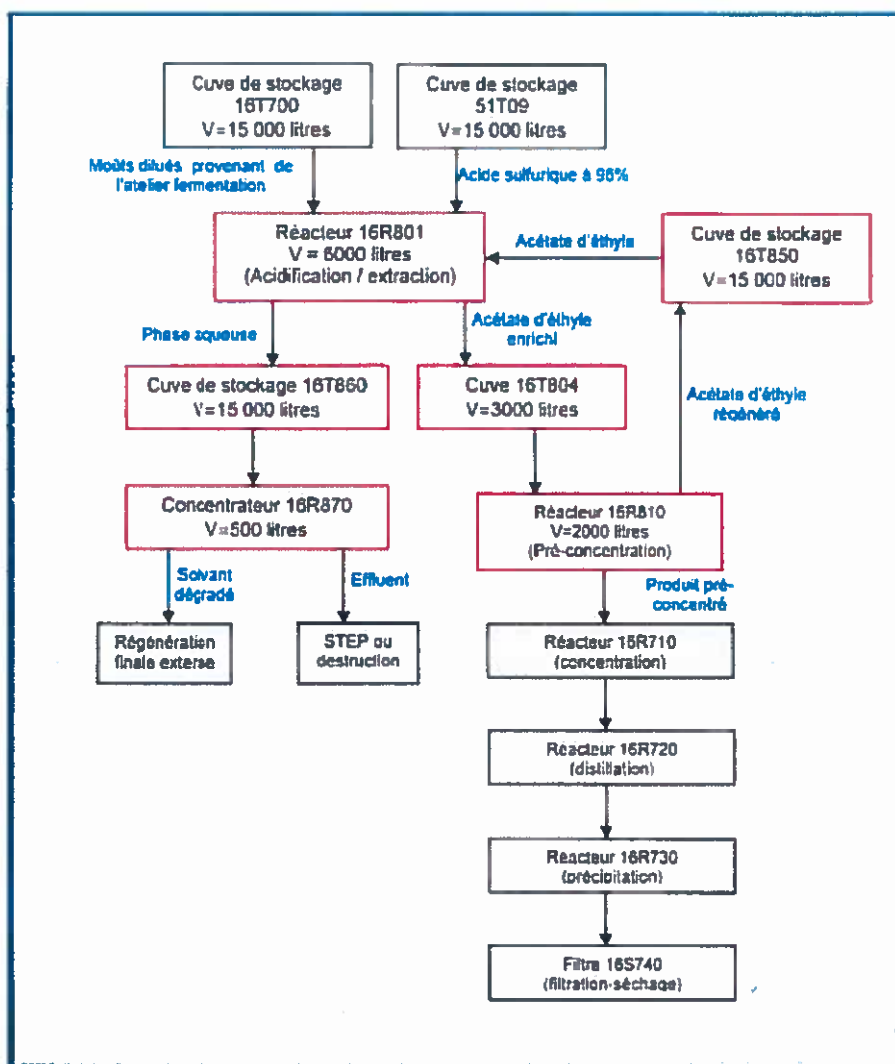 Cuve de stockage
16T700
V=15 000 litres
Cuve de stockage
51T09
V=15 000 litres
Moûts dilués provenant de
l'atelier fermentation
Acide sulfurique à 96%
Réacteur 16R801
V = 6000 litres
(Acidification / extraction)
Acétate d'éthyle
Cuve de stockage
16T850
V=15 000 litres
Phase aqueuse
Acétate d'éthyle
enrichi
Cuve de stockage 16T860
V=15 000 litres
Cuve 16T804
V=3000 litres
Acétate d'éthyle
régénéré
Concentrateur 16R870
V=500 litres
Réacteur 16R810
V=2000 litres
(Pré-concentration)
Solvant
dégradé
Effluent
Produit pré-
concentré
Régénération
finale externe
STEP ou
destruction
Réacteur 16R710
(concentration)
Réacteur 16R720
(distillation)
Réacteur 16R730
(précipitation)
Filtre 16S740
(filtration-séchage)